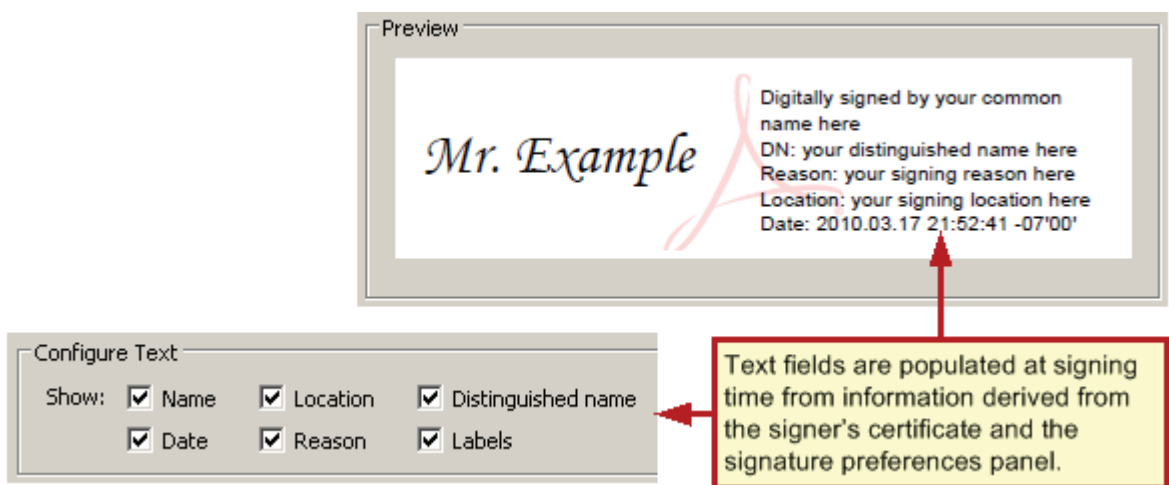 Preview
Mr. Example
Digitally signed by your common
name here
DN: your distinguished name here
Reason: your signing reason here
Location: your signing location here
Date: 2010.03.17 21:52:41 -07'00'
Configure Text
Show: Name Location Distinguished name
Date Reason Labels
Text fields are populated at signing
time from information derived from
the signer's certificate and the
signature preferences panel.